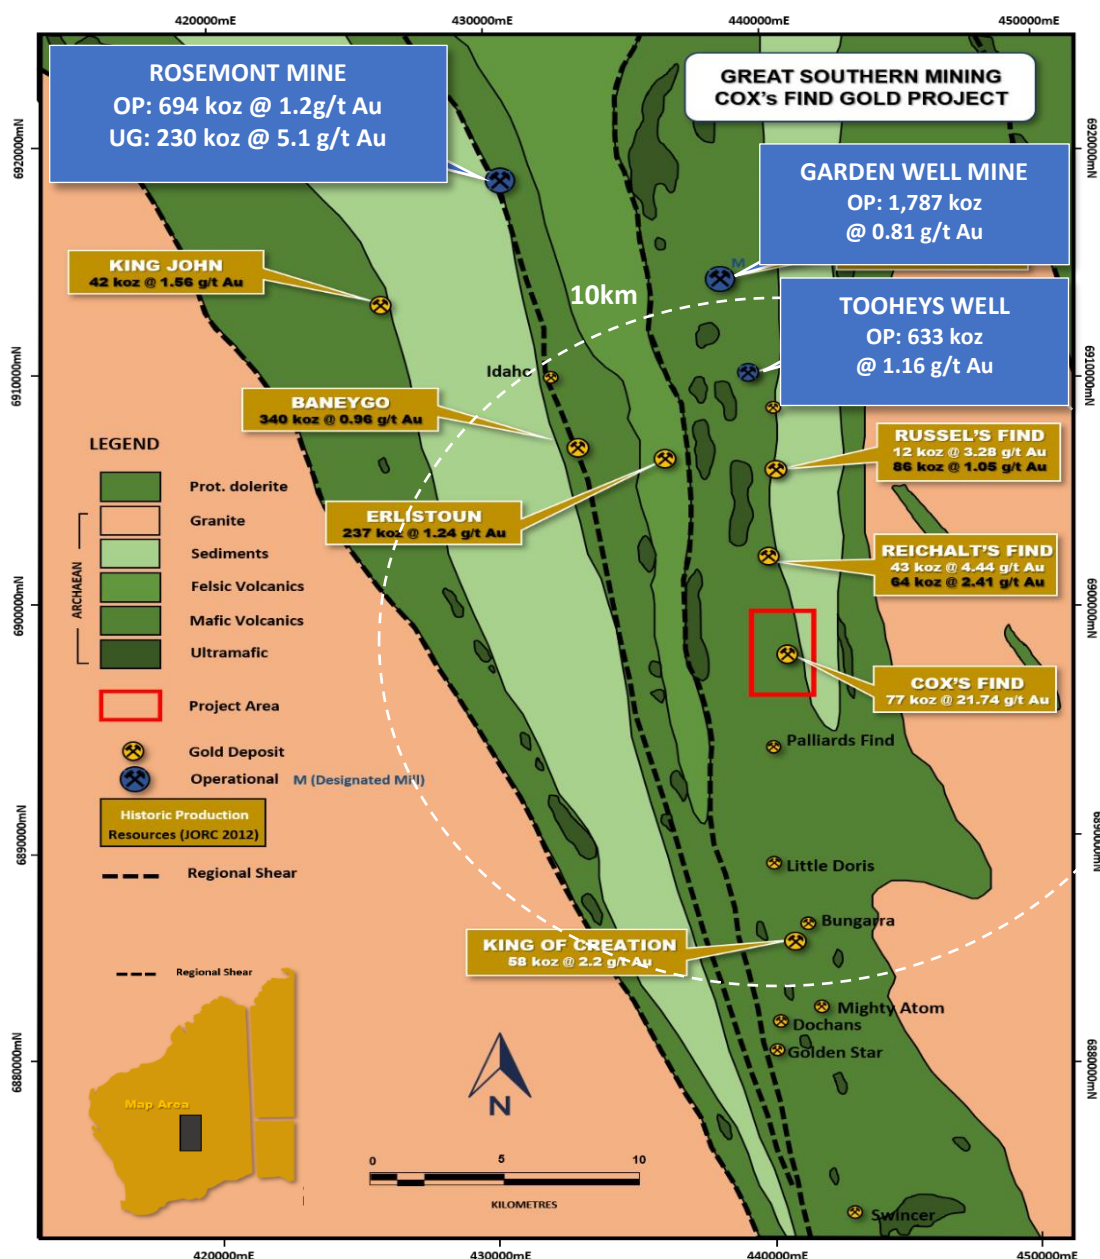 420000mE
430000mE
440000mE
450000mE
ROSEMONT MINE
OP: 694 koz @ 1.2g/t Au
UG: 230 koz @ 5.1 g/t Au
GREAT SOUTHERN MINING
COX's FIND GOLD PROJECT
6920000mN
6920000mN
GARDEN WELL MINE
OP: 1,787 koz
@ 0.81 g/t Au
M
KING JOHN
42 koz @ 1.56 g/t Au
10km
TOOHEYS WELL
OP: 633 koz
@ 1.16 g/t Au
6910000mN
6910000mN
Idaho
BANEYGO
340 koz @ 0.96 g/t Au
RUSSEL'S FIND
12 koz @ 3.28 g/t Au
86 koz @ 1.05 g/t Au
ERLISTOUN
237 koz @ 1.24 g/t Au
REICHALT'S FIND
43 koz @ 4.44 g/t Au
64 koz @ 2.41 g/t Au
6900000mN
6900000mN
COX'S FIND
77 koz @ 21.74 g/t Au
Palliards Find
LEGEND
Prot. dolerite
Granite
Sediments
Felsic Volcanics
Mafic Volcanics
Ultramafic
ARCHAEAN
Project Area
Gold Deposit
Operational M (Designated Mill)
Historic Production
Resources (JORC 2012)
Regional Shear
6890000mN
6890000mN
Little Doris
Bungarra
KING OF CREATION
58 koz @ 2.2 g/t Au
Regional Shear
Mighty Atom
Dochans
Golden Star
6880000mN
6880000mN
Map Area
N
0 5 10
KILOMETRES
Swincer
420000mE
430000mE
440000mE
450000mE